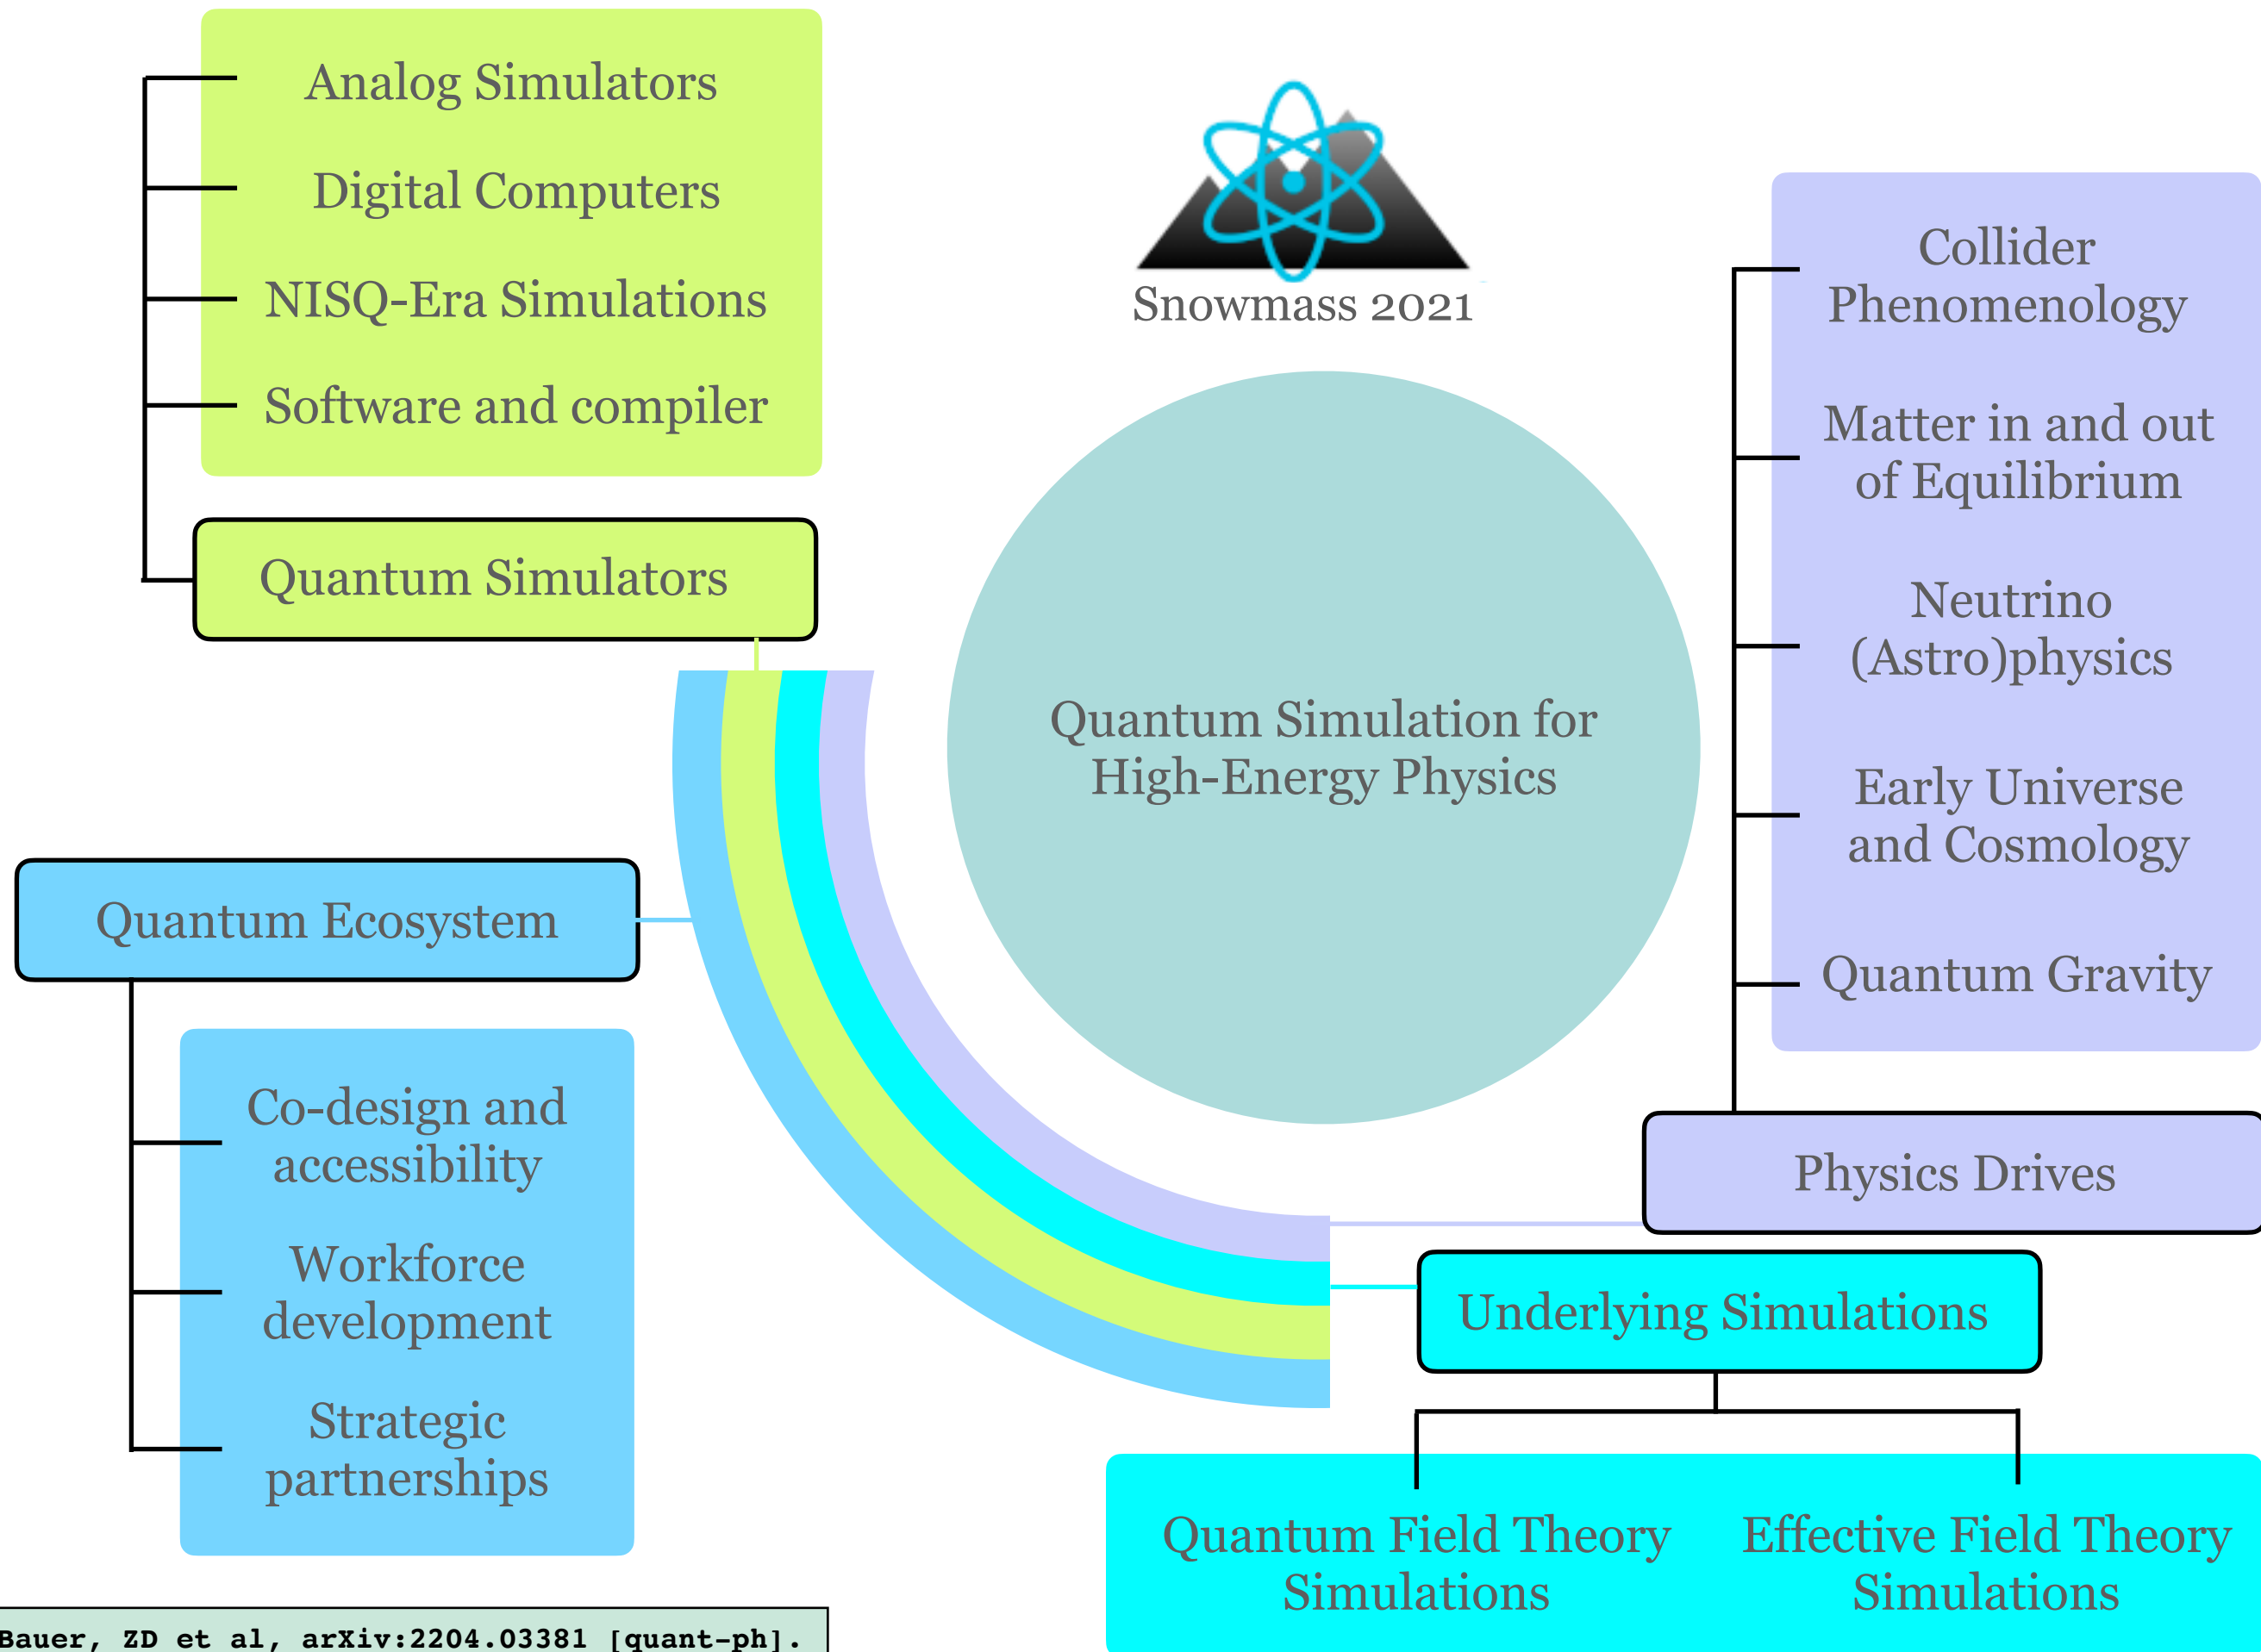 Analog Simulators
Digital Computers
NISQ-Era Simulations
Software and compiler
Quantum Simulators
Snowmass 2021
Quantum Simulation for
High-Energy Physics
Collider
Phenomenology
Matter in and out
of Equilibrium
Neutrino
(Astro)physics
Early Universe
and Cosmology
Quantum Gravity
Physics Drives
Quantum Ecosystem
Co-design and
accessibility
Workforce
development
Strategic
partnerships
Underlying Simulations
Quantum Field Theory
Simulations
Effective Field Theory
Simulations
Bauer, ZD et al, arXiv:2204.03381 [quant-ph].